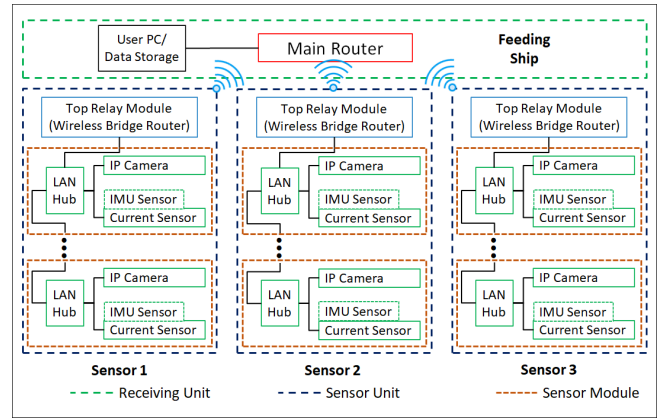 User PC/
Data Storage
Main Router
Feeding
Ship
Top Relay Module
(Wireless Bridge Router)
LAN
Hub
IP Camera
IMU Sensor
Current Sensor
LAN
Hub
IP Camera
IMU Sensor
Current Sensor
Sensor 1
Top Relay Module
(Wireless Bridge Router)
LAN
Hub
IP Camera
IMU Sensor
Current Sensor
LAN
Hub
IP Camera
IMU Sensor
Current Sensor
Sensor 2
Top Relay Module
(Wireless Bridge Router)
LAN
Hub
IP Camera
IMU Sensor
Current Sensor
LAN
Hub
IP Camera
IMU Sensor
Current Sensor
Sensor 3
Receiving Unit
Sensor Unit
Sensor Module